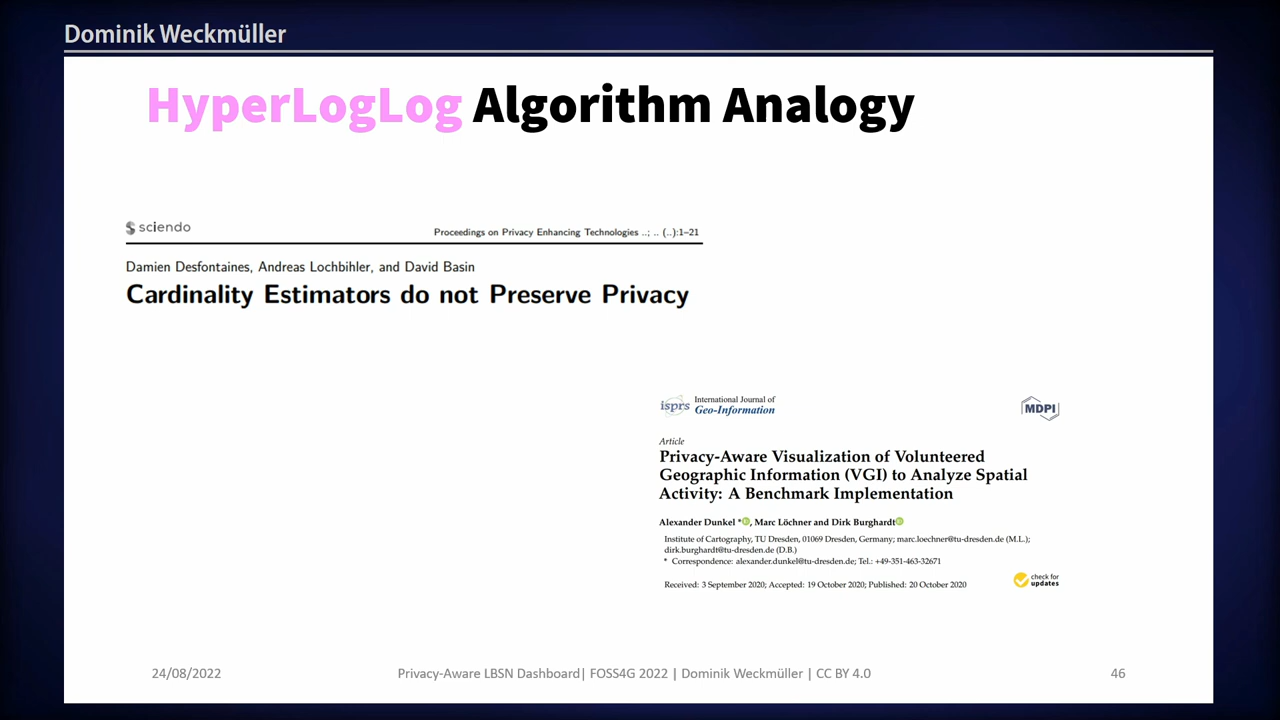 Dominik Weckmüller
HyperLogLog Algorithm Analogy
sciendo
Proceedings on Privacy Enhancing Technologies ..; .. (..):1–21
Damien Desfontaines, Andreas Lochbihler, and David Basin
Cardinality Estimators do not Preserve Privacy
isprs International Journal of
Geo-Information
MDPI
Article
Privacy-Aware Visualization of Volunteered
Geographic Information (VGI) to Analyze Spatial
Activity: A Benchmark Implementation
Alexander Dunkel *, Marc Löchner and Dirk Burghardt
Institute of Cartography, TU Dresden, 01069 Dresden, Germany; marc.loechner@tu-dresden.de (M.L.);
dirk.burghardt@tu-dresden.de (D.B.)
* Correspondence: alexander.dunkel@tu-dresden.de; Tel.: +49-351-463-32671
Received: 3 September 2020; Accepted: 19 October 2020; Published: 20 October 2020
check for
updates
24/08/2022
Privacy-Aware LBSN Dashboard| FOSS4G 2022 | Dominik Weckmüller | CC BY 4.0
46